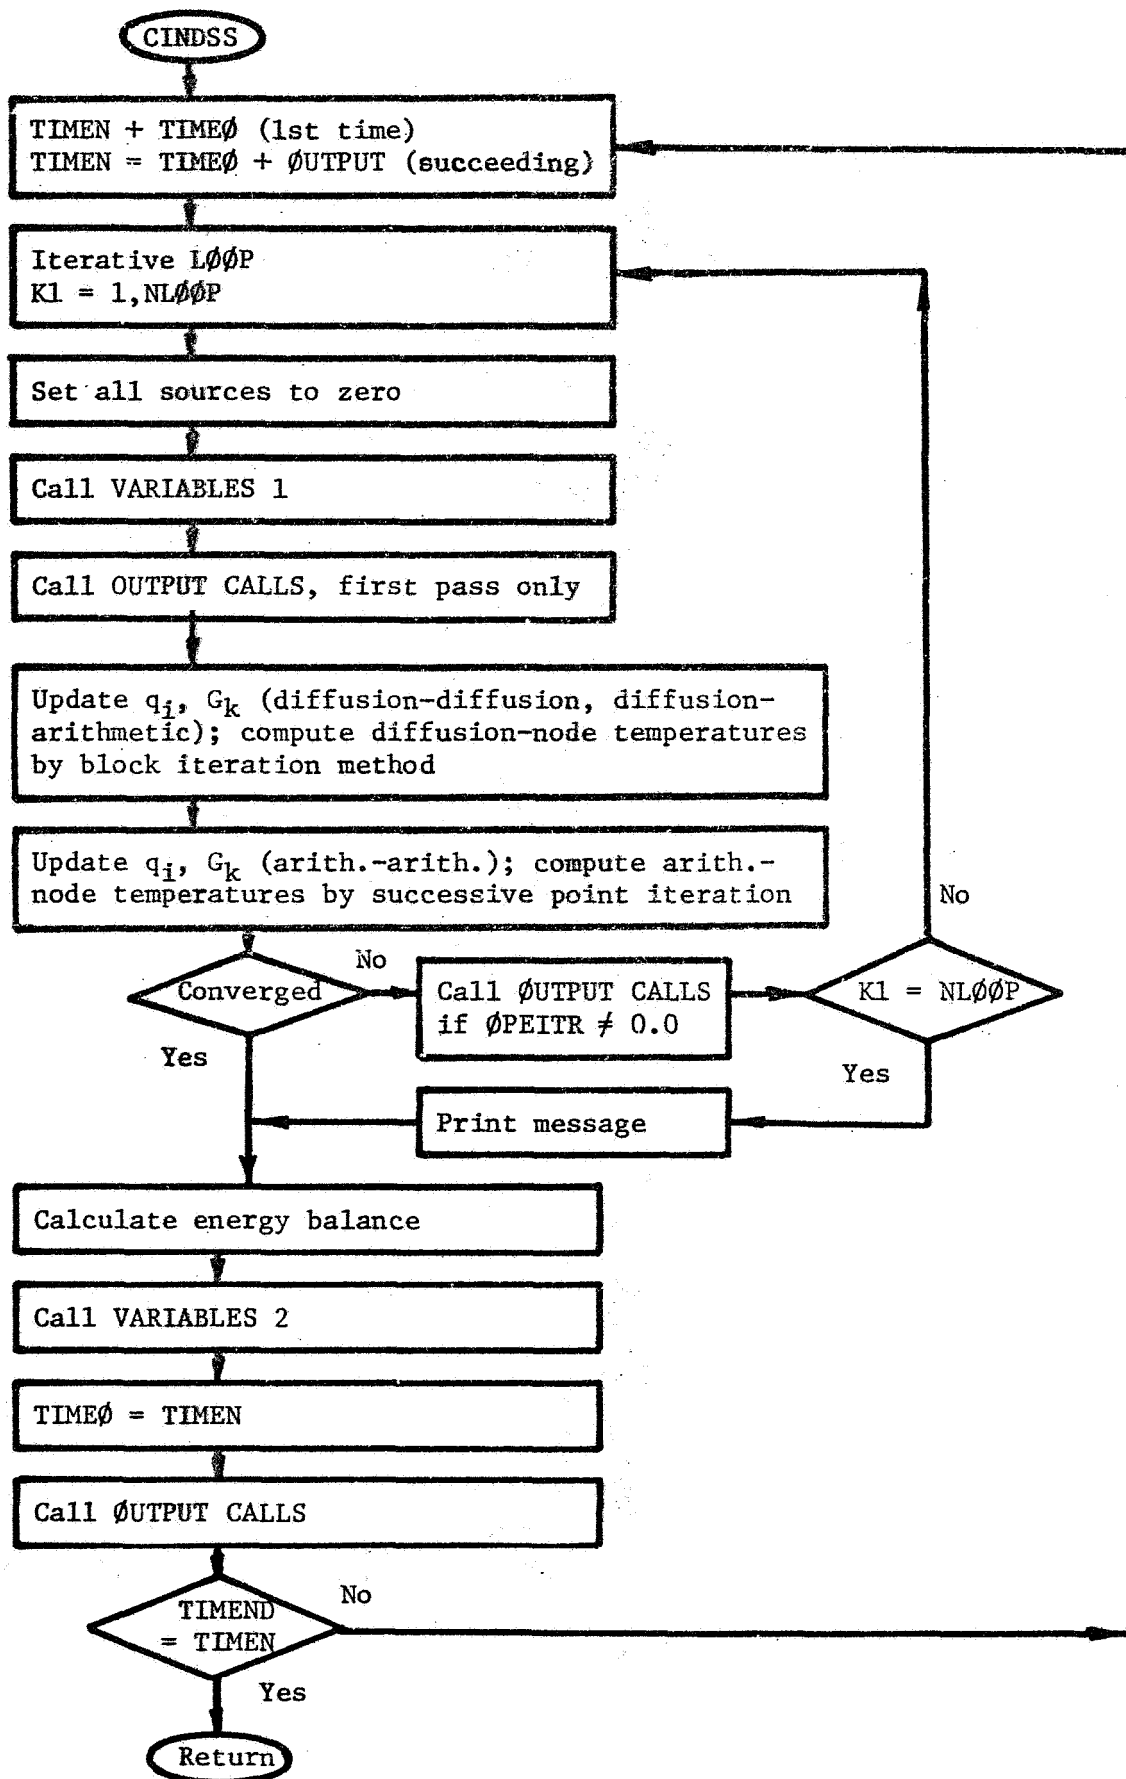 CINDSS
TIMEN + TIMEØ (1st time)
TIMEN = TIMEØ + ØUTPUT (succeeding)
Iterative LØØP
K1 = 1,NLØØP
Set all sources to zero
Call VARIABLES 1
Call OUTPUT CALLS, first pass only
Update qi, Gk (diffusion-diffusion, diffusion-
arithmetic); compute diffusion-node temperatures
by block iteration method
Update qi, Gk (arith.-arith.); compute arith.-
node temperatures by successive point iteration
No
Converged
No
Call ØUTPUT CALLS
if ØPEITR ≠ 0.0
K1 = NLØØP
Yes
Yes
Print message
Calculate energy balance
Call VARIABLES 2
TIMEØ = TIMEN
Call ØUTPUT CALLS
No
TIMEND
= TIMEN
Yes
Return